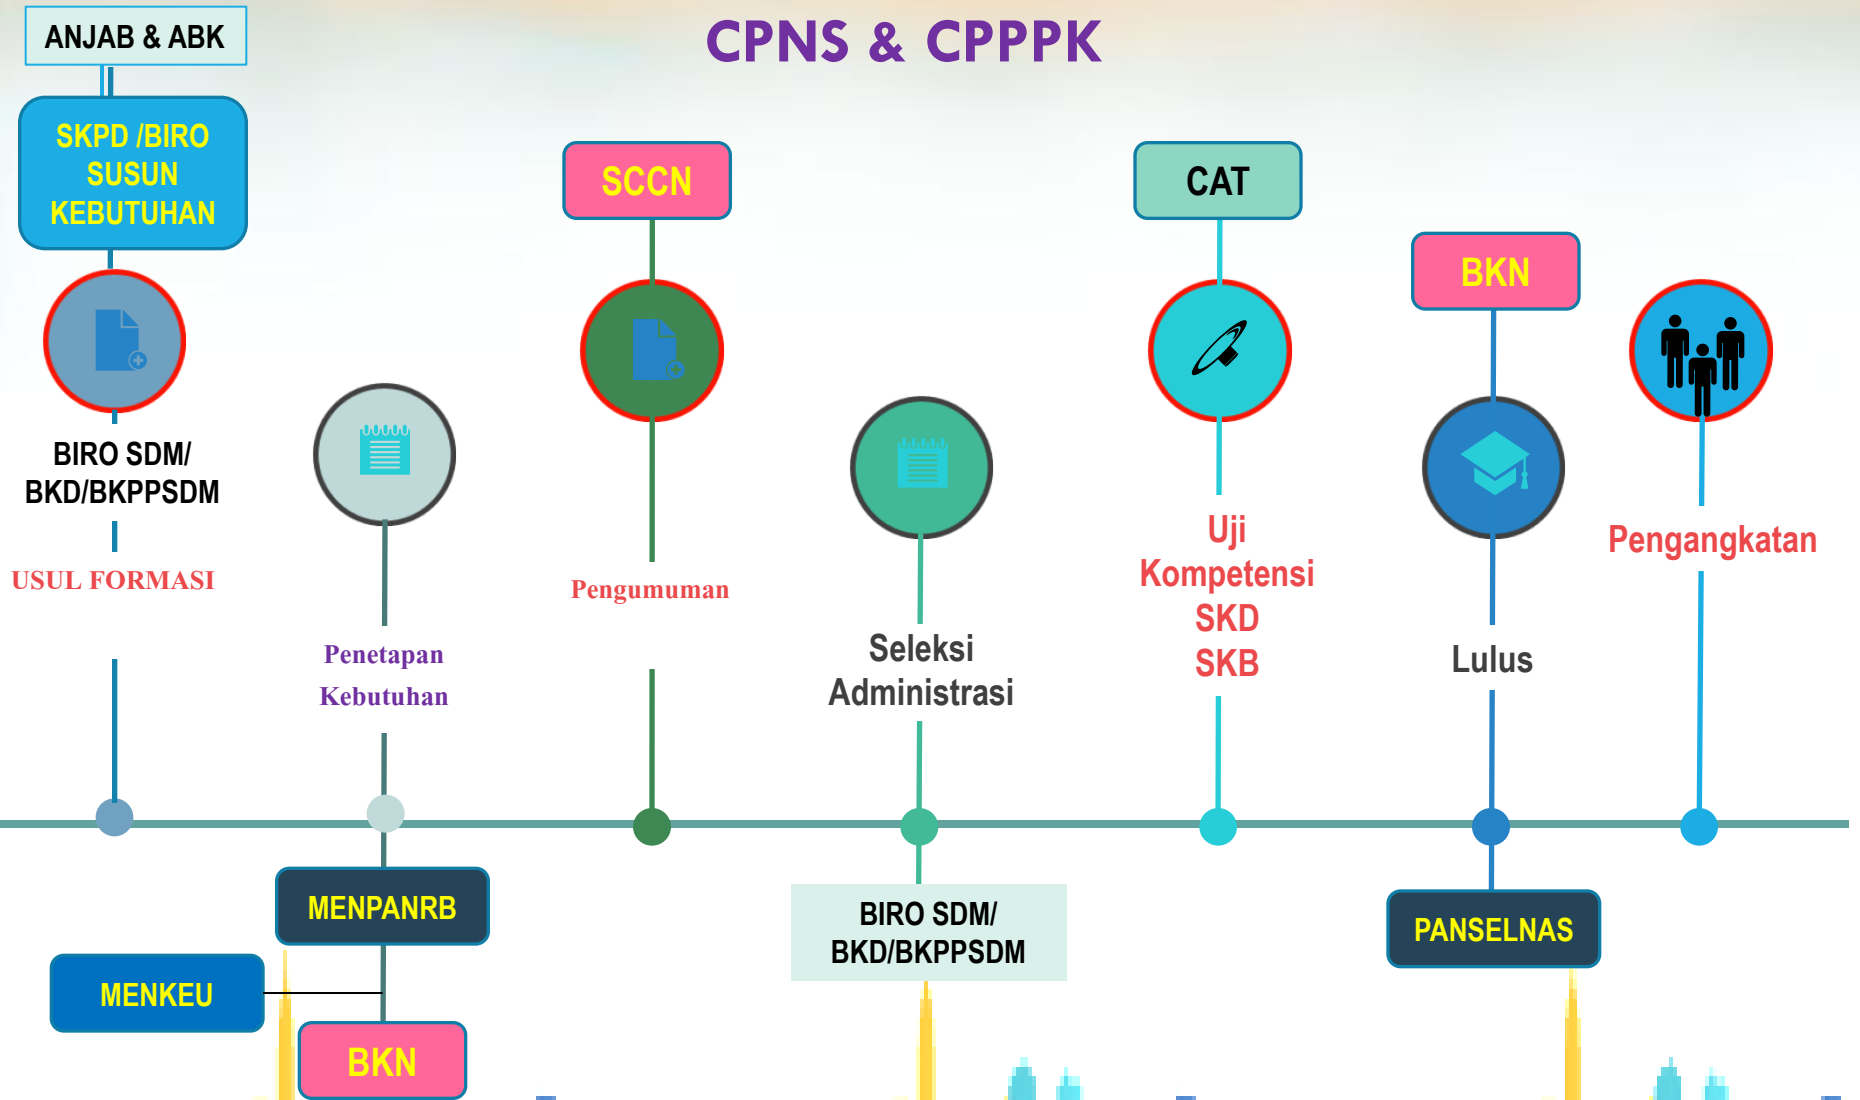 CPNS & CPPPK
ANJAB & ABK
SKPD /BIRO
SUSUN
KEBUTUHAN
BIRO SDM/
BKD/BKPPSDM
USUL FORMASI
Penetapan
Kebutuhan
MENPANRB
MENKEU
BKN
SCCN
Pengumuman
Seleksi
Administrasi
BIRO SDM/
BKD/BKPPSDM
CAT
Uji
Kompetensi
SKD
SKB
BKN
Lulus
PANSELNAS
Pengangkatan